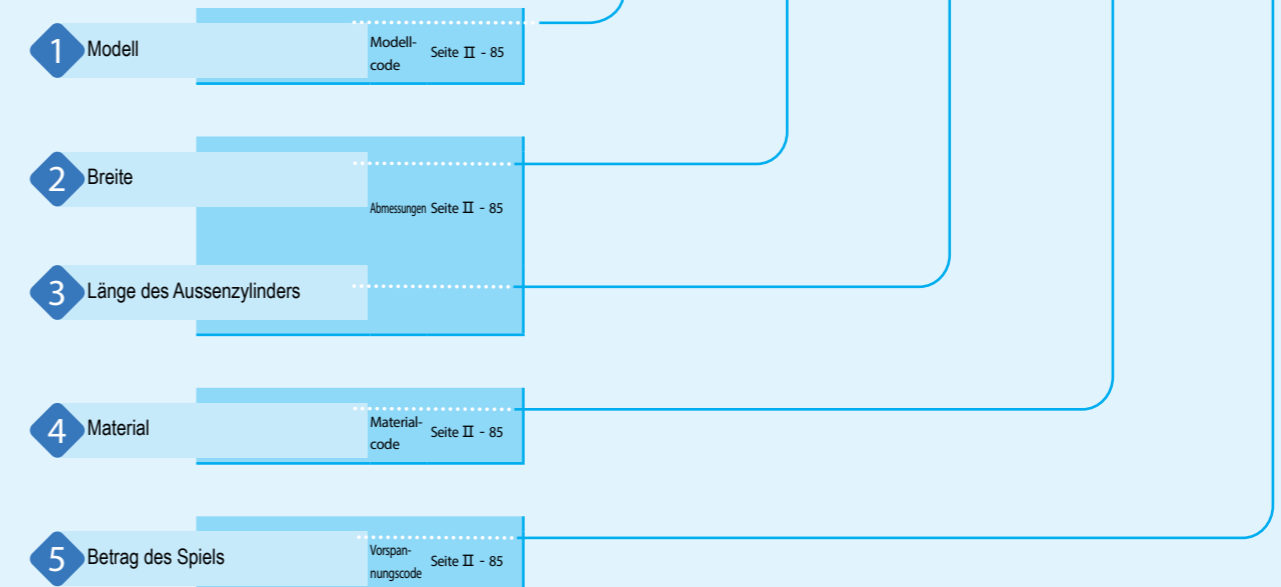 1 Modell Modell-
code Seite Ⅱ - 85
2 Breite
Abmessungen Seite Ⅱ - 85
3 Länge des Aussenzylinders
4 Material Material-
code Seite Ⅱ - 85
5 Betrag des Spiels Vorspan-
nungscode Seite Ⅱ - 85